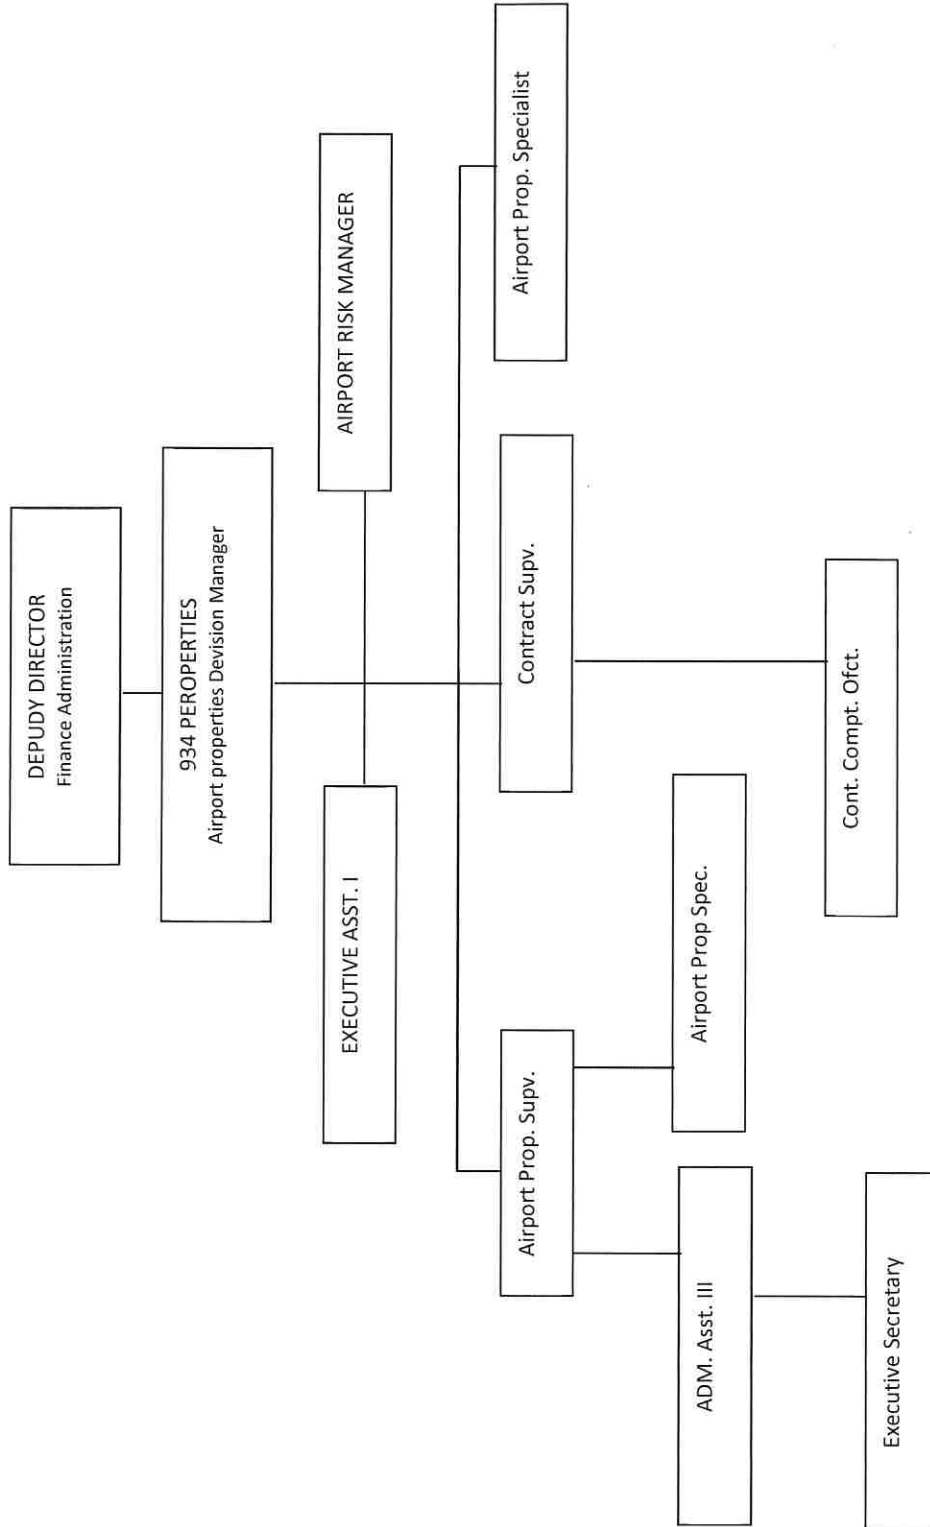 DEPUDY DIRECTOR
Finance Administration
934 PEROPERTIES
Airport properties Devision Manager
EXECUTIVE ASST. I
AIRPORT RISK MANAGER
Airport Prop. Supv.
Contract Supv.
Airport Prop. Specialist
ADM. Asst. III
Airport Prop Spec.
Cont. Compt. Ofct.
Executive Secretary